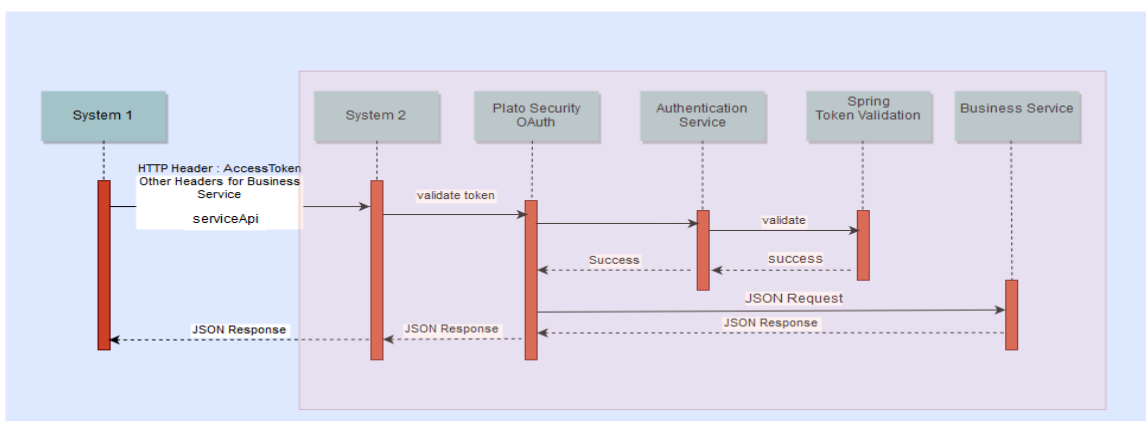 System 1
System 2
Plato Security
OAuth
Authentication
Service
Spring
Token Validation
Business Service
HTTP Header : AccessToken
Other Headers for Business
Service
serviceApi
validate token
validate
Success
success
JSON Request
JSON Response
JSON Response
JSON Response